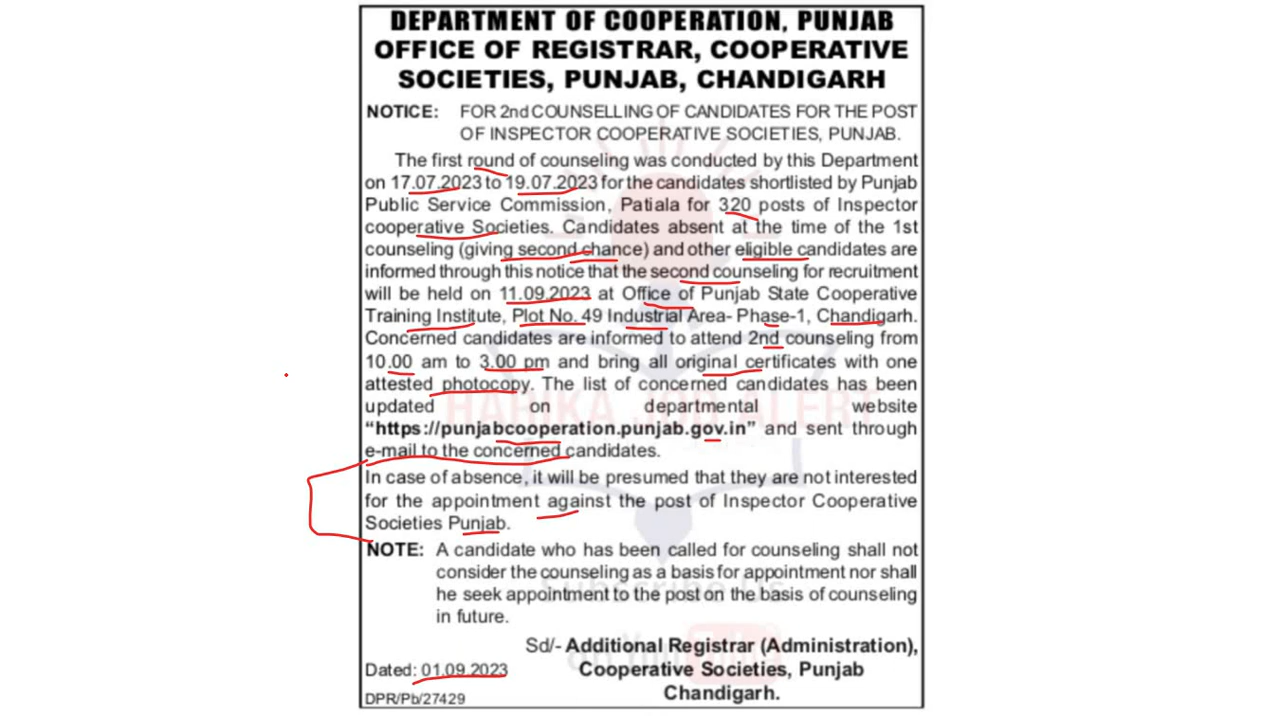 DEPARTMENT OF COOPERATION, PUNJAB
OFFICE OF REGISTRAR, COOPERATIVE
SOCIETIES, PUNJAB, CHANDIGARH
NOTICE: FOR 2nd COUNSELLING OF CANDIDATES FOR THE POST
OF INSPECTOR COOPERATIVE SOCIETIES, PUNJAB.
The first round of counseling was conducted by this Department
on 17.07.2023 to 19.07.2023 for the candidates shortlisted by Punjab
Public Service Commission, Patiala for 320 posts of Inspector
cooperative Societies. Candidates absent at the time of the 1st
counseling (giving second chance) and other eligible candidates are
informed through this notice that the second counseling for recruitment
will be held on 11.09.2023 at Office of Punjab State Cooperative
Training Institute, Plot No. 49 Industrial Area- Phase-1, Chandigarh.
Concerned candidates are informed to attend 2nd counseling from
10.00 am to 3.00 pm and bring all original certificates with one
attested photocopy. The list of concerned candidates has been
updated on departmental website
“https://punjabcooperation.punjab.gov.in” and sent through
e-mail to the concerned candidates.
In case of absence, it will be presumed that they are not interested
for the appointment against the post of Inspector Cooperative
Societies Punjab.
NOTE: A candidate who has been called for counseling shall not
consider the counseling as a basis for appointment nor shall
he seek appointment to the post on the basis of counseling
in future.
Sd/- Additional Registrar (Administration),
Dated: 01.09.2023 Cooperative Societies, Punjab
DPR/Pb/27429 Chandigarh.
HARIKA JOB ALERT
Subscribe Us
on YouTube